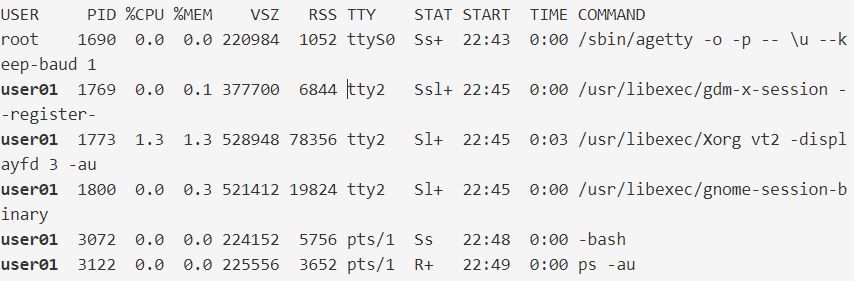 USER PID %CPU %MEM VSZ RSS TTY STAT START TIME COMMAND
root 1690 0.0 0.0 220984 1052 ttyS0 Ss+ 22:43 0:00 /sbin/agetty -o -p -- \u --k
eep-baud 1
user01 1769 0.0 0.1 377700 6844 tty2 Ssl+ 22:45 0:00 /usr/libexec/gdm-x-session -
-register-
user01 1773 1.3 1.3 528948 78356 tty2 Sl+ 22:45 0:03 /usr/libexec/Xorg vt2 -displ
ayfd 3 -au
user01 1800 0.0 0.3 521412 19824 tty2 Sl+ 22:45 0:00 /usr/libexec/gnome-session-b
inary
user01 3072 0.0 0.0 224152 5756 pts/1 Ss 22:48 0:00 -bash
user01 3122 0.0 0.0 225556 3652 pts/1 R+ 22:49 0:00 ps -au